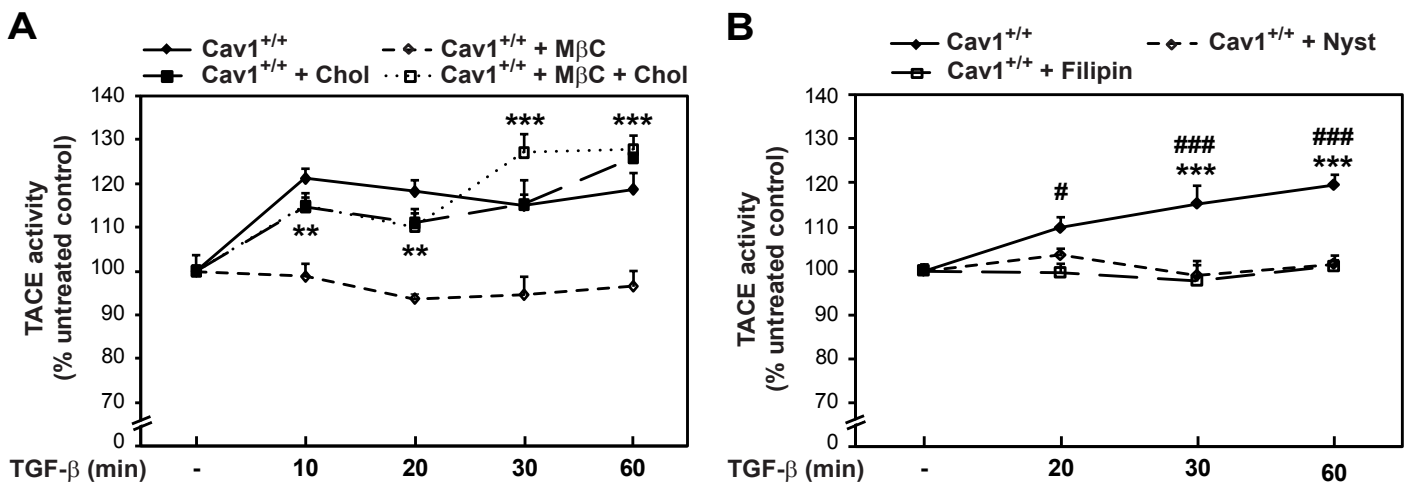 A
Cav1+/+ Cav1+/+ + MβC
Cav1+/+ + Chol Cav1+/+ + MβC + Chol
TACE activity
(% untreated control)
140
130
120
110
100
90
80
70
0
*** ***
** **
TGF-β (min) - 10 20 30 60
B
Cav1+/+ Cav1+/+ + Nyst
Cav1+/+ + Filipin
TACE activity
(% untreated control)
140
130
120
110
100
90
80
70
0
# ### ###
*** ***
TGF-β (min) - 20 30 60